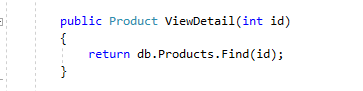 public Product ViewDetail(int id)
{
return db.Products.Find(id);
}